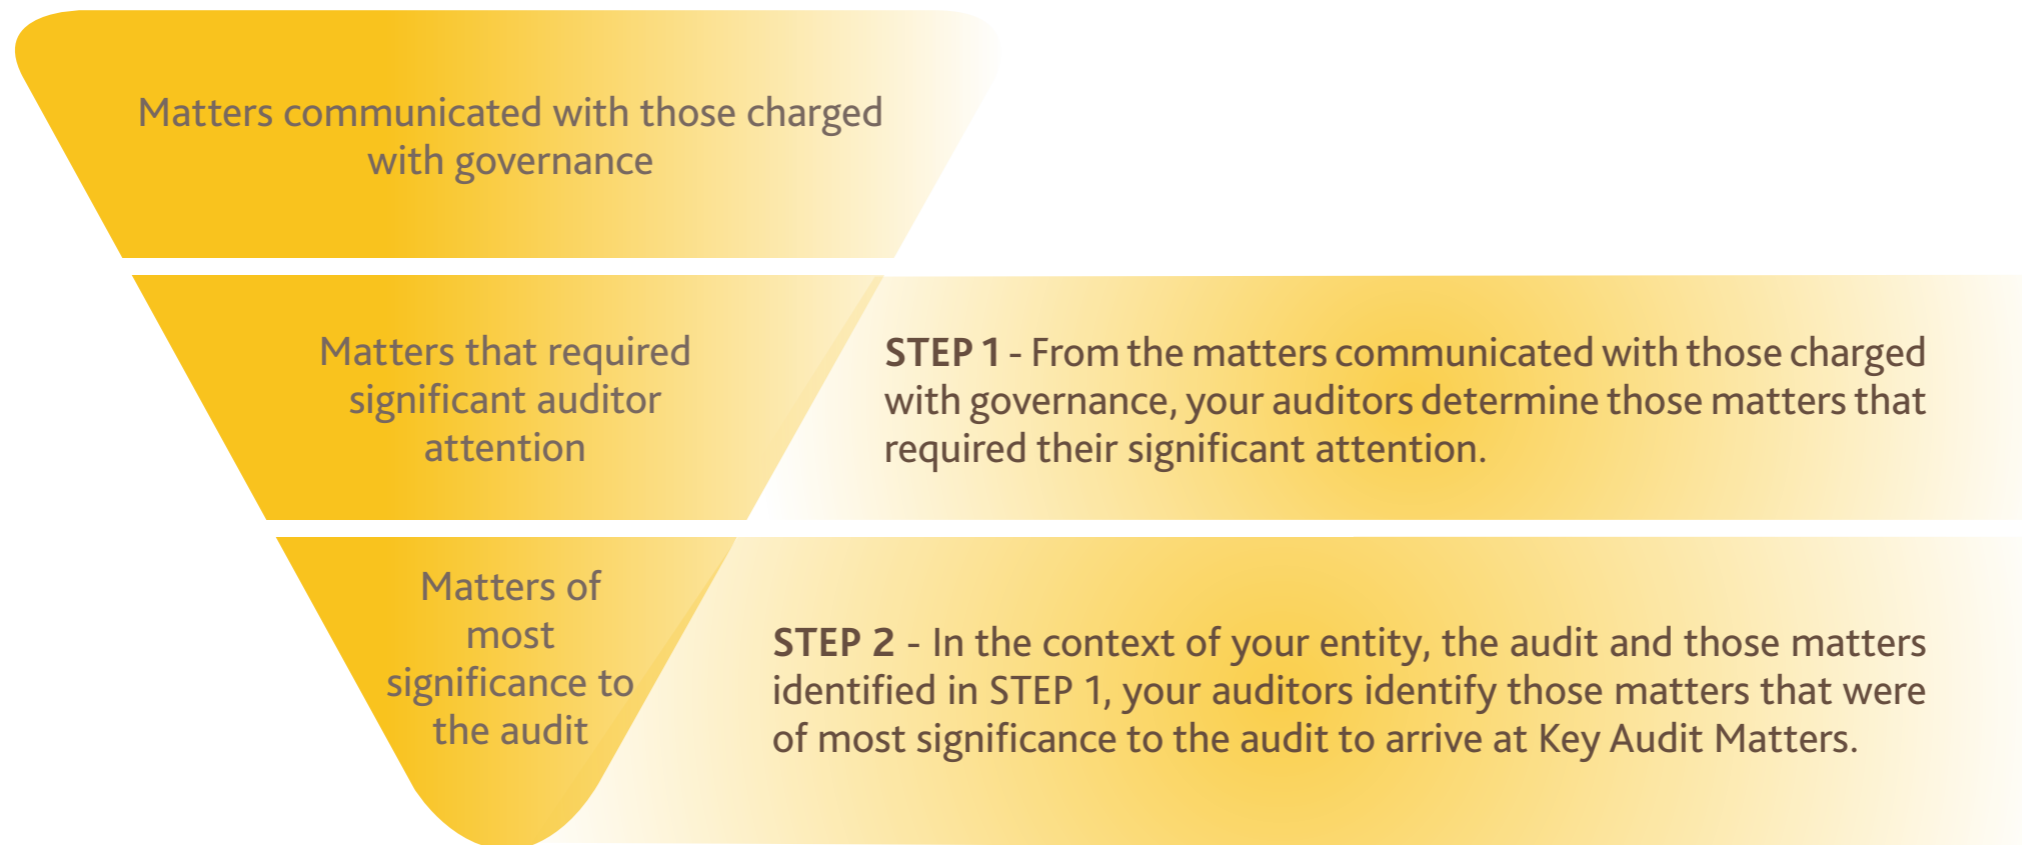 Matters communicated with those charged
with governance
Matters that required
significant auditor
attention
STEP 1 - From the matters communicated with those charged
with governance, your auditors determine those matters that
required their significant attention.
Matters of
most
significance to
the audit
STEP 2 - In the context of your entity, the audit and those matters
identified in STEP 1, your auditors identify those matters that were
of most significance to the audit to arrive at Key Audit Matters.